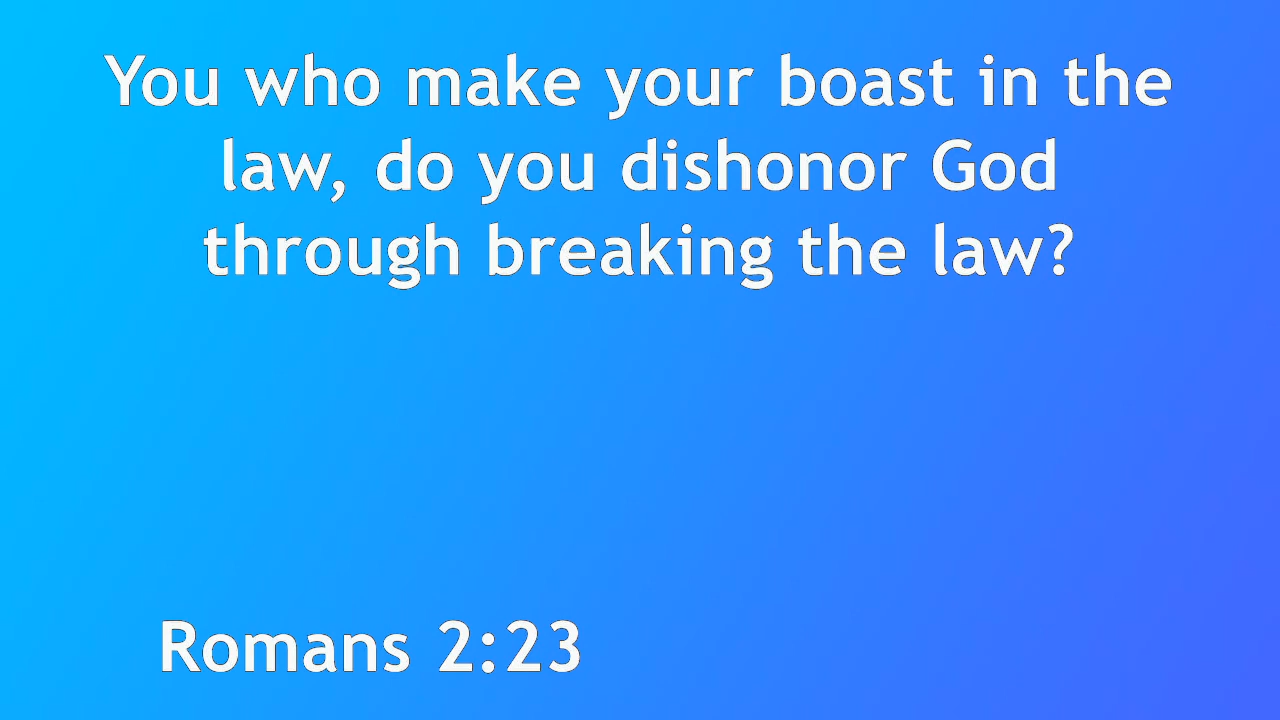 You who make your boast in the
law, do you dishonor God
through breaking the law?
Romans 2:23